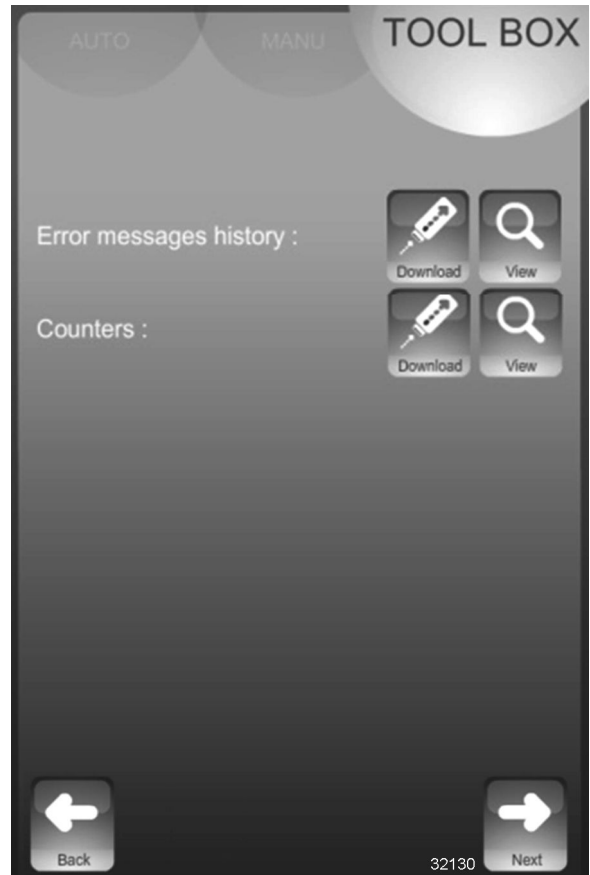 AUTO MANU TOOL BOX
Error messages history :
Download View
Counters :
Download View
Back 32130 Next